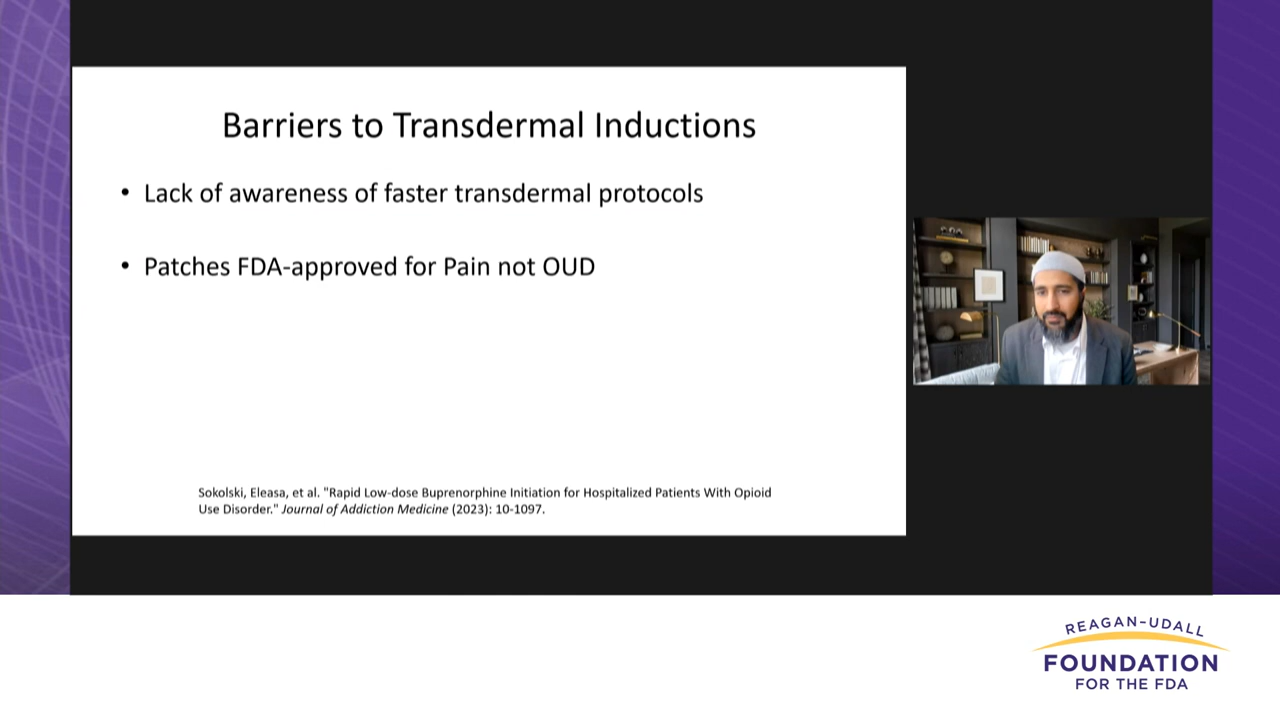 Barriers to Transdermal Inductions
• Lack of awareness of faster transdermal protocols
• Patches FDA-approved for Pain not OUD
Sokolski, Eleasa, et al. "Rapid Low-dose Buprenorphine Initiation for Hospitalized Patients With Opioid
Use Disorder." Journal of Addiction Medicine (2023): 10-1097.
REAGAN-UDALL
FOUNDATION
FOR THE FDA